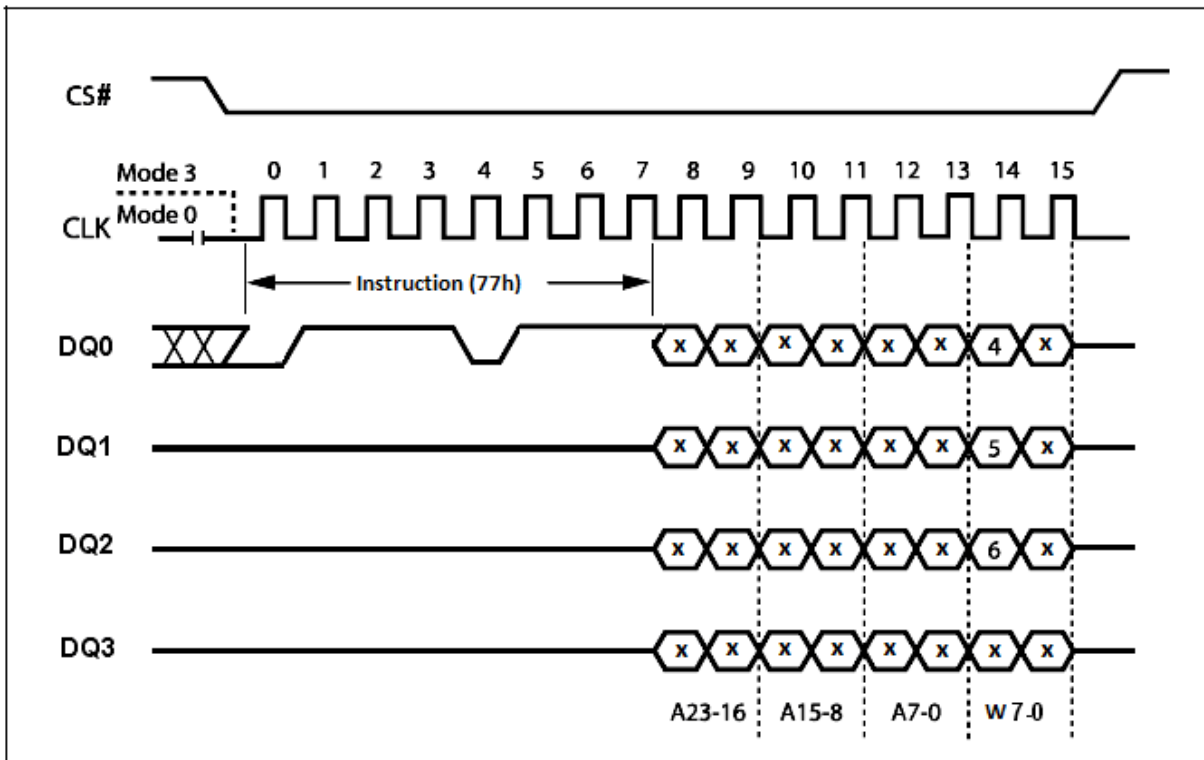 CS#
Mode 3
0 1 2 3 4 5 6 7 8 9 10 11 12 13 14 15
CLK
Mode 0
Instruction (77h)
DQ0
x x x x x x 4 x
DQ1
x x x x x x 5 x
DQ2
x x x x x x 6 x
DQ3
x x x x x x x x
A23-16 A15-8 A7-0 W 7-0